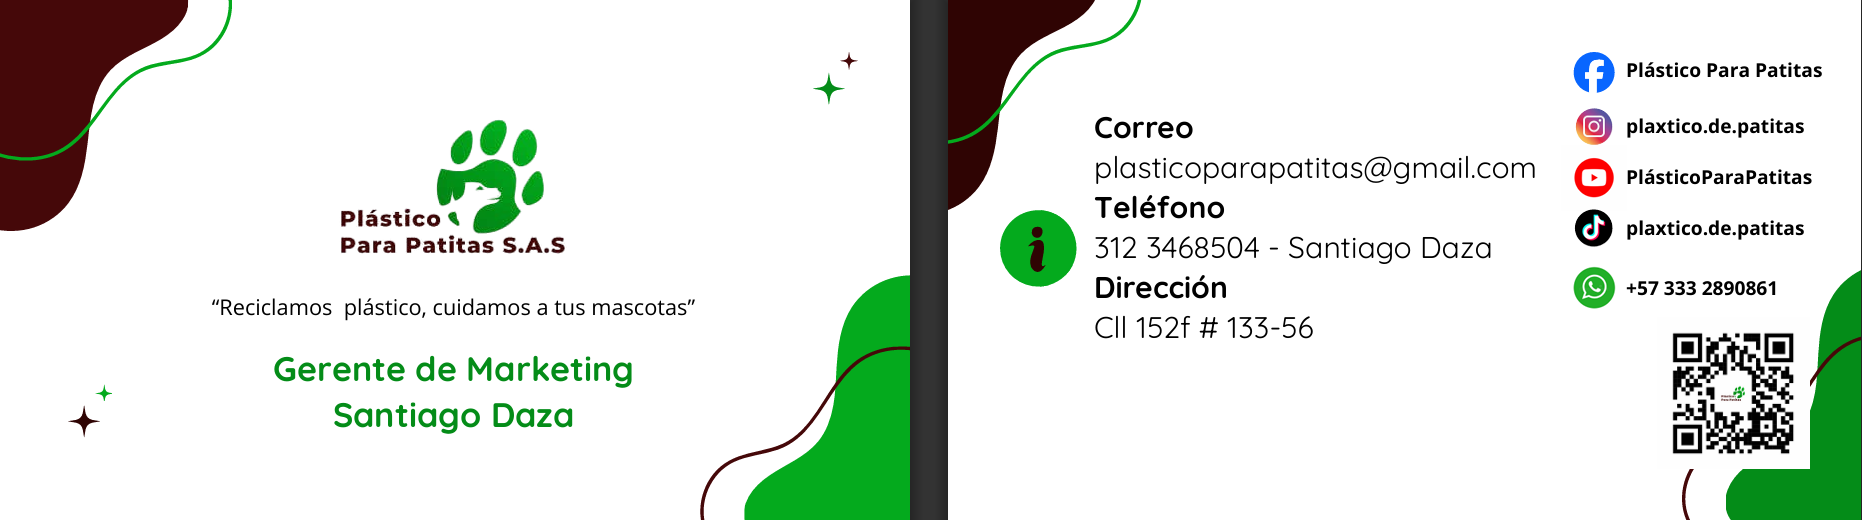 Plástico
Para Patitas S.A.S
“Reciclamos  plástico, cuidamos a tus mascotas”
Gerente de Marketing
Santiago Daza
Correo
plasticoparapatitas@gmail.com
Teléfono
312 3468504 - Santiago Daza
Dirección
Cll 152f # 133-56
Plástico Para Patitas
plaxtico.de.patitas
PlásticoParaPatitas
plaxtico.de.patitas
+57 333 2890861